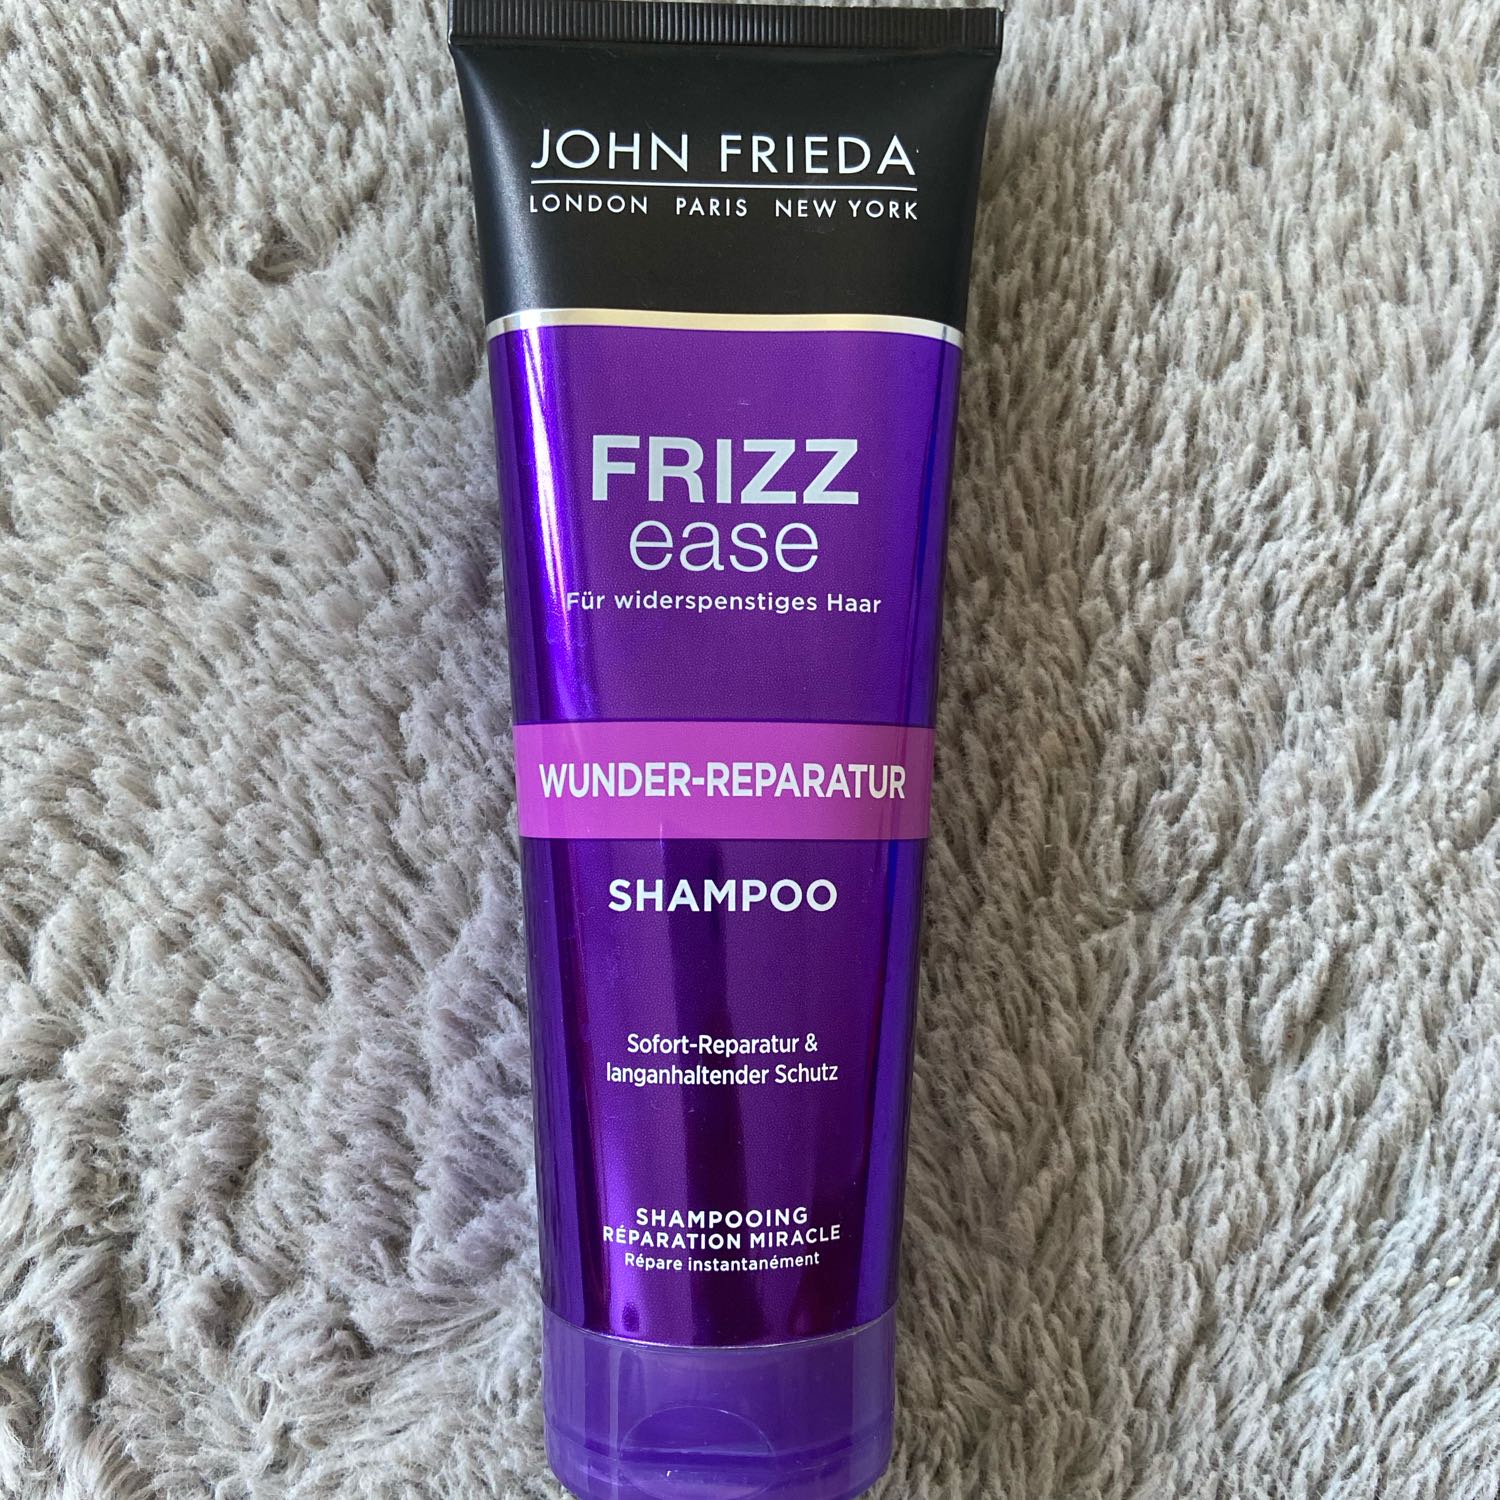 JOHN FRIEDA
LONDON PARIS NEW YORK
FRIZZ
ease
Für widerspenstiges Haar
WUNDER-REPARATUR
SHAMPOO
Sofort-Reparatur &
langanhaltender Schutz
SHAMPOOING
RÉPARATION MIRACLE
Répare instantanément